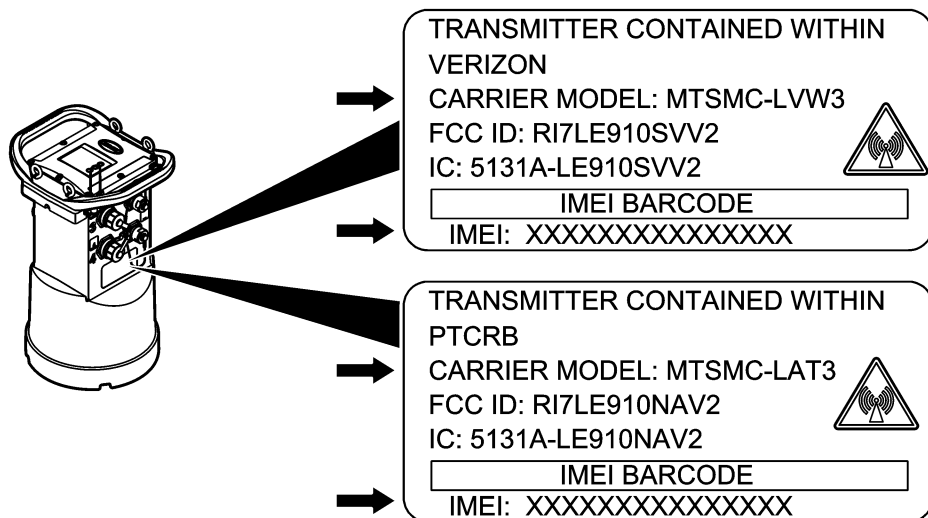 TRANSMITTER CONTAINED WITHIN
VERIZON
CARRIER MODEL: MTSMC-LVW3
FCC ID: RI7LE910SVV2
IC: 5131A-LE910SVV2
IMEI BARCODE
IMEI: XXXXXXXXXXXXXXX
TRANSMITTER CONTAINED WITHIN
PTCRB
CARRIER MODEL: MTSMC-LAT3
FCC ID: RI7LE910NAV2
IC: 5131A-LE910NAV2
IMEI BARCODE
IMEI: XXXXXXXXXXXXXXX